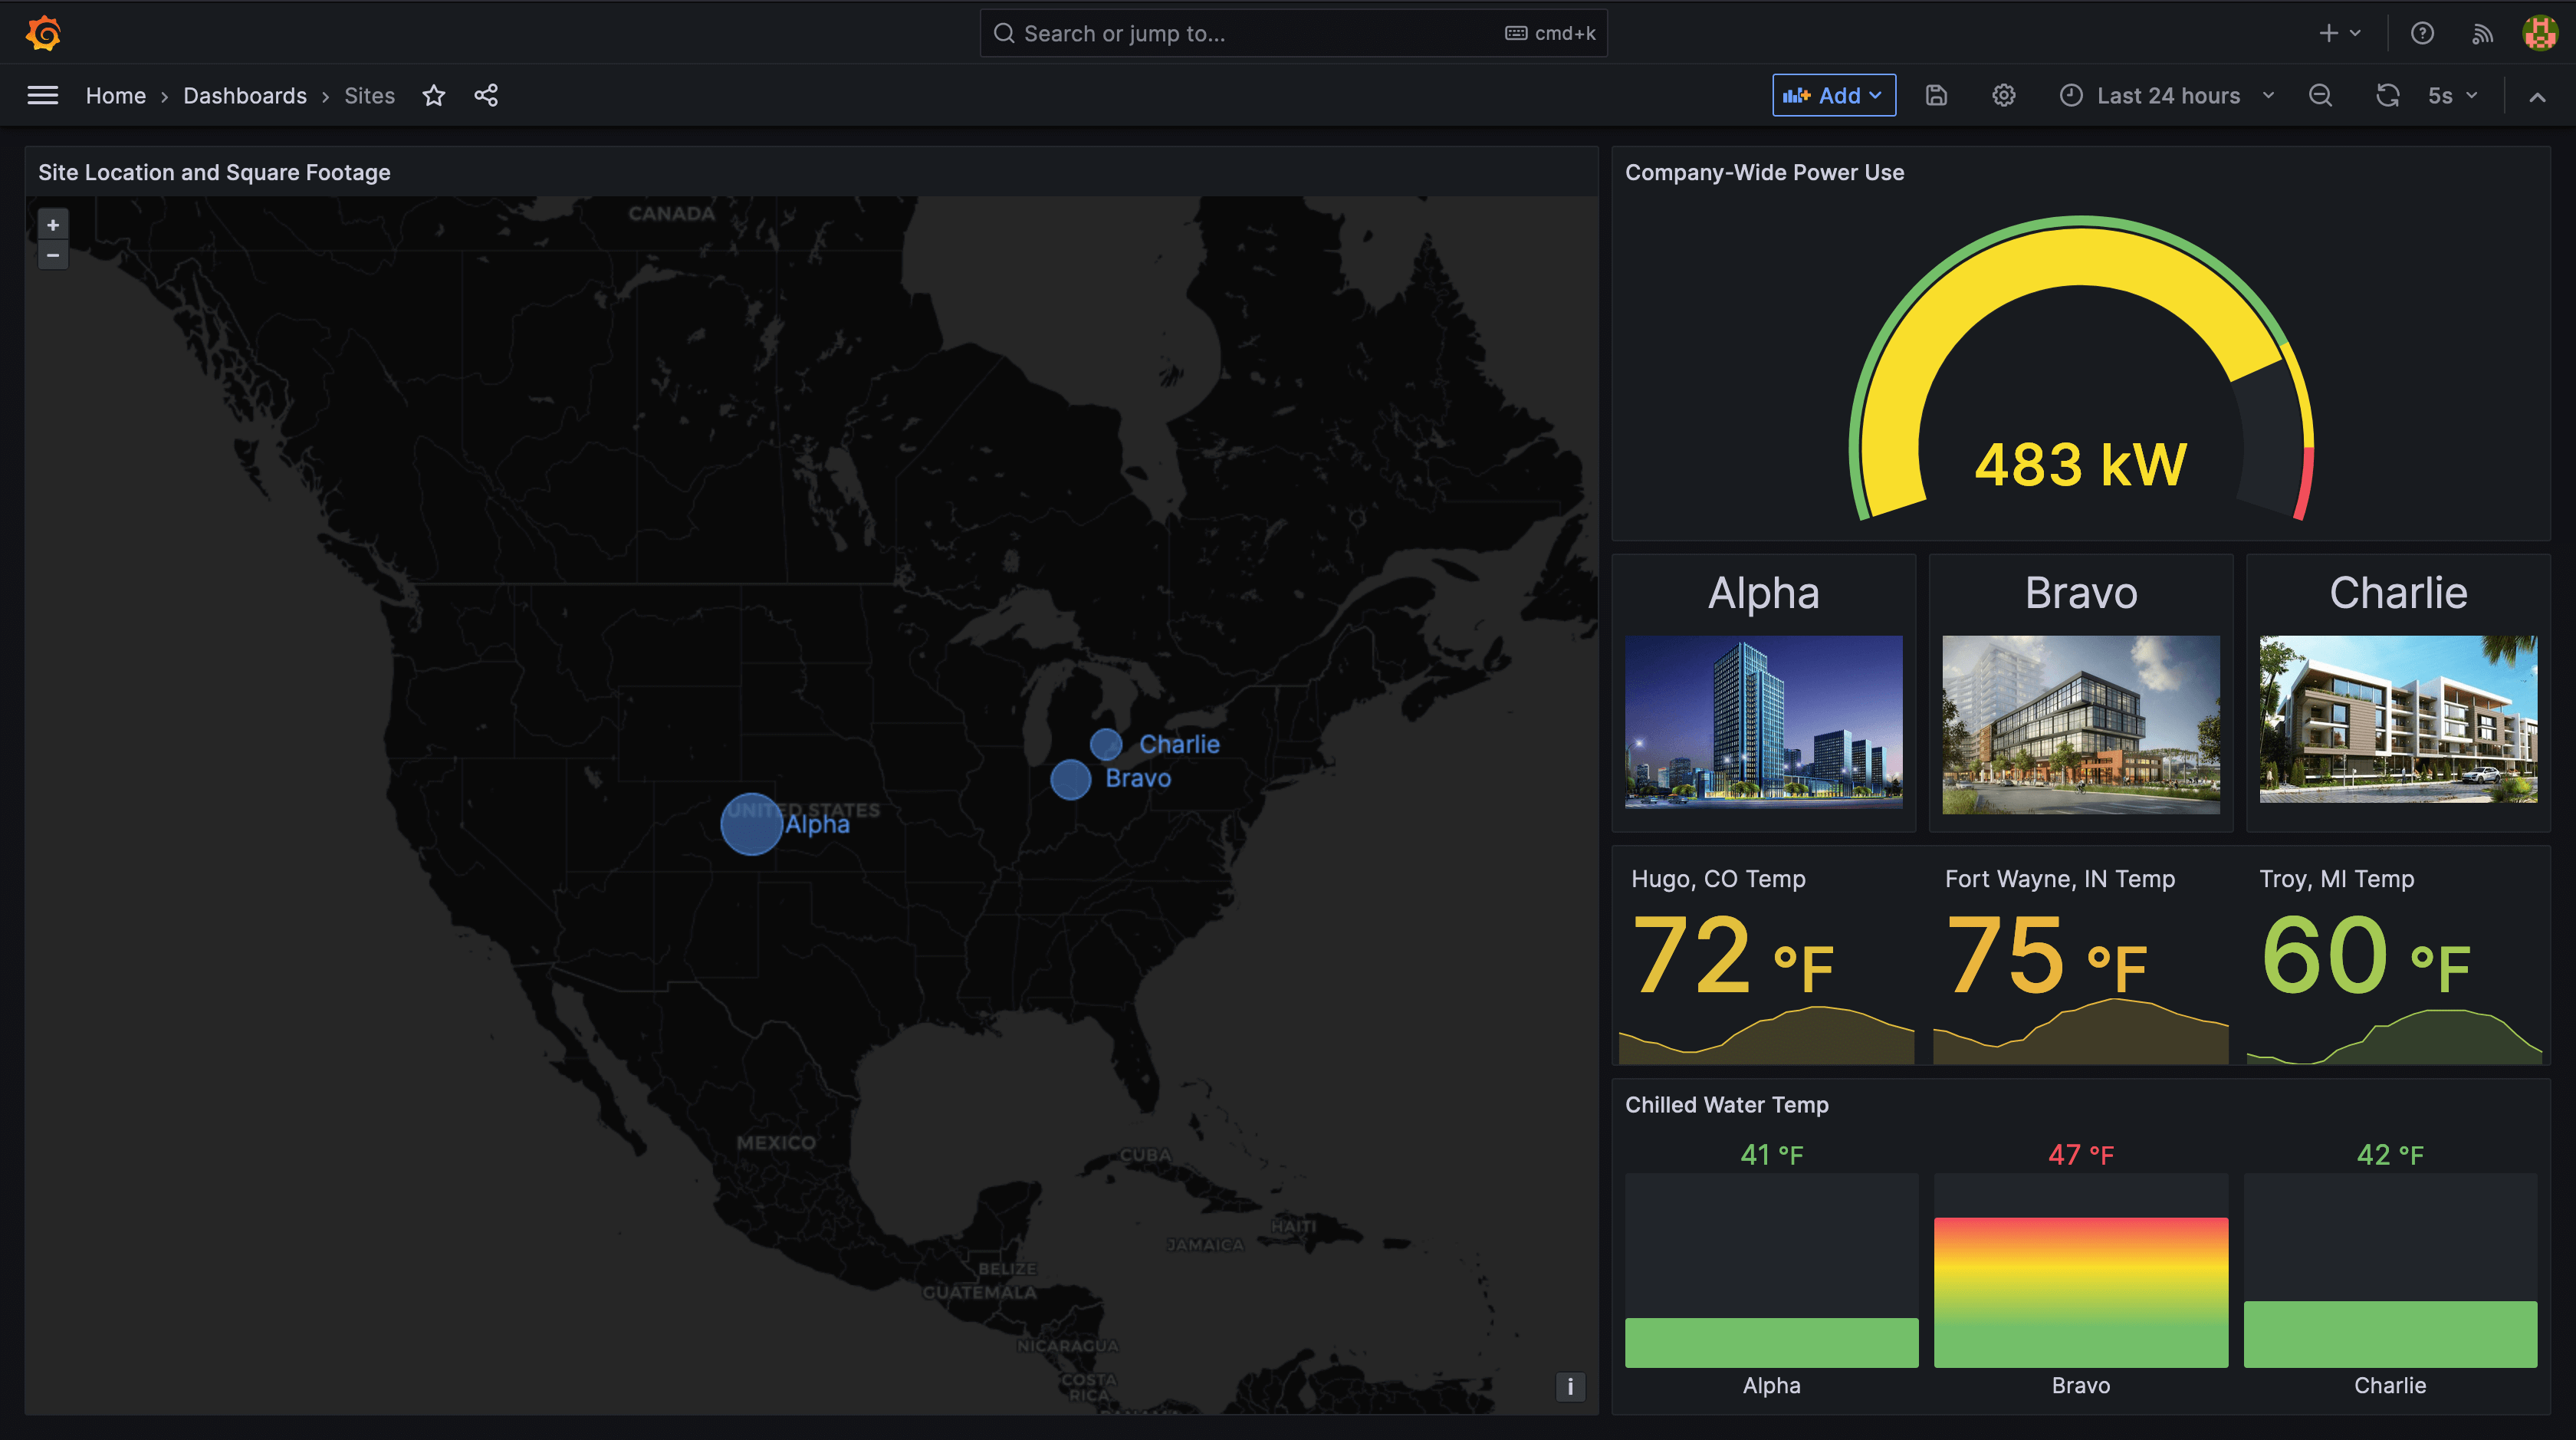 Search or jump to...
cmd+k
Home
Dashboards
Sites
Add
Last 24 hours
5s
Site Location and Square Footage
+
−
CANADA
UNITED STATES
Charlie
Bravo
Alpha
MEXICO
CUBA
HAITI
JAMAICA
BELIZE
GUATEMALA
NICARAGUA
COSTA
RICA
i
Company-Wide Power Use
483 kW
Alpha
Bravo
Charlie
Hugo, CO Temp
72 °F
Fort Wayne, IN Temp
75 °F
Troy, MI Temp
60 °F
Chilled Water Temp
41 °F
47 °F
42 °F
Alpha
Bravo
Charlie